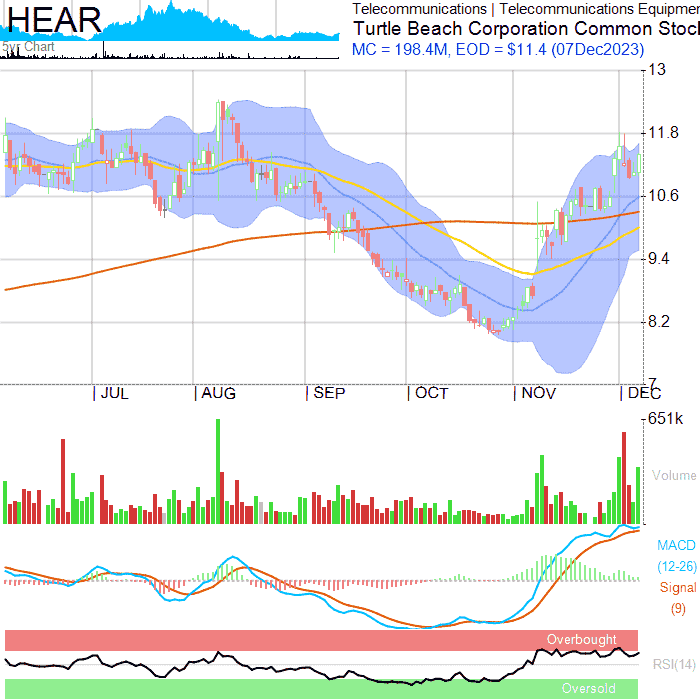 HEAR
5yr Chart
Telecommunications | Telecommunications Equipmen
Turtle Beach Corporation Common Stoc
MC = 198.4M, EOD = $11.4 (07Dec2023)
13
11.8
10.6
9.4
8.2
7
JUL AUG SEP OCT NOV DEC
651k
Volume
MACD
(12-26)
Signal
(9)
Overbought
RSI(14)
Oversold